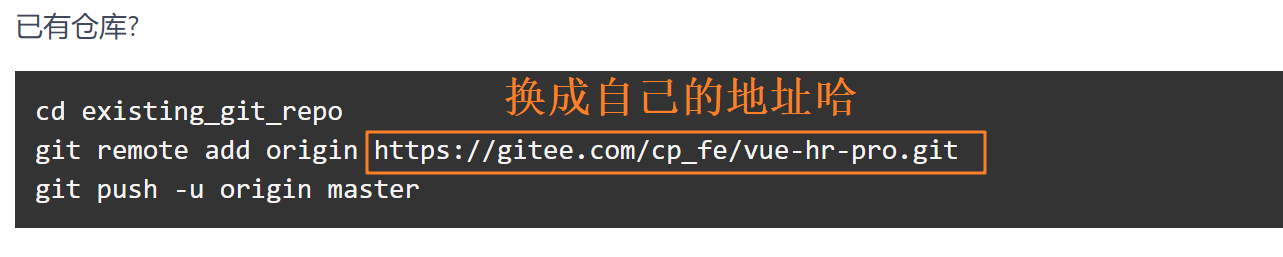 已有仓库?
换成自己的地址哈
cd existing_git_repo
git remote add origin https://gitee.com/cp_fe/vue-hr-pro.git
git push -u origin master